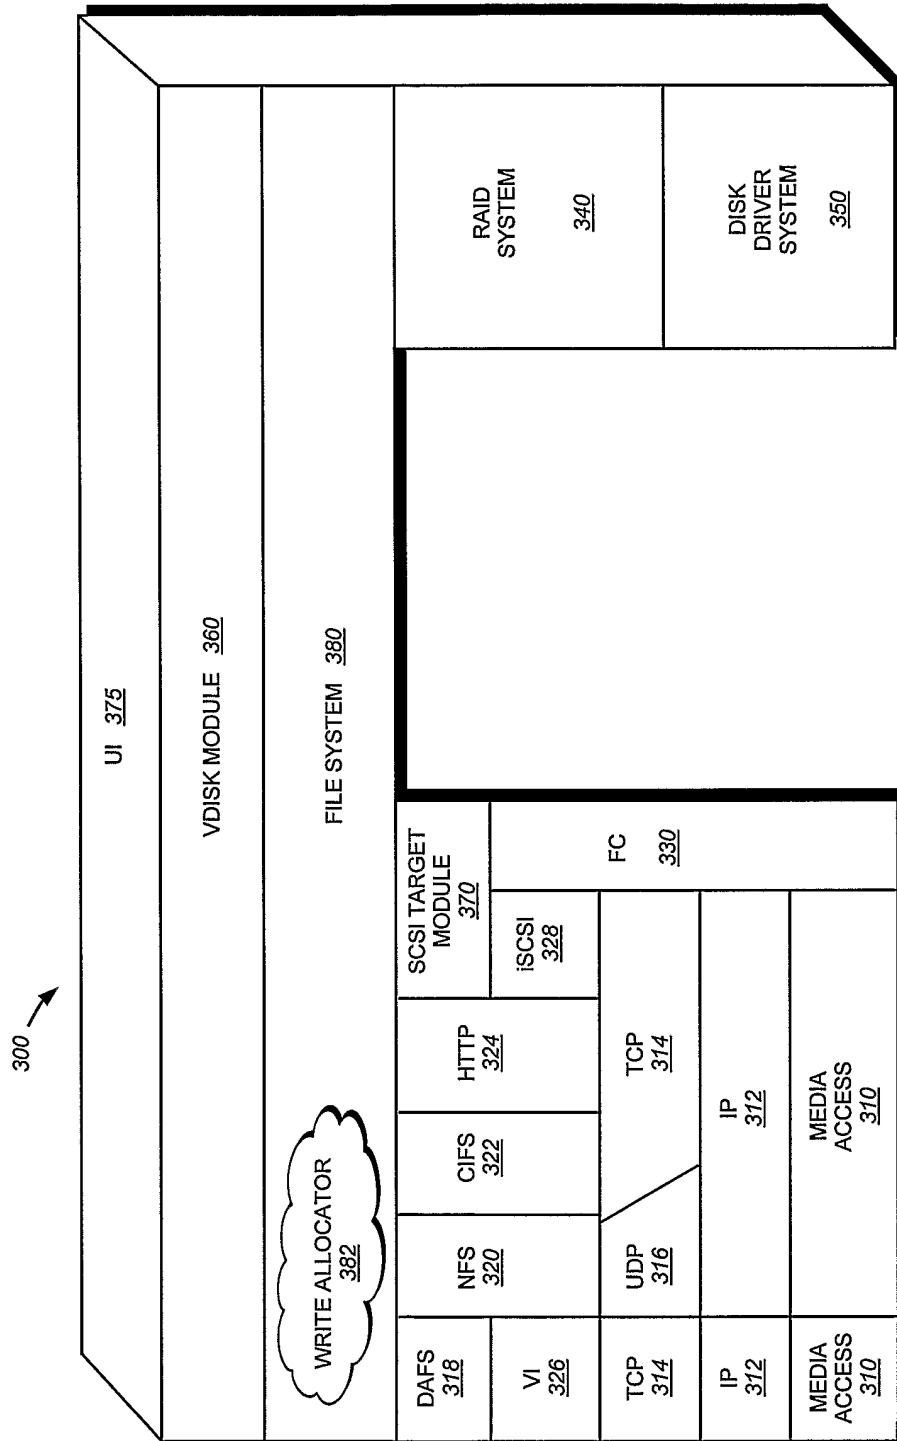 300
UI 375
VDISK MODULE 360
WRITE ALLOCATOR
382
FILE SYSTEM 380
DAFS
318
NFS
320
CIFS
322
HTTP
324
SCSI TARGET
MODULE
370
VI
326
iSCSI
328
FC
330
TCP
314
UDP
316
TCP
314
IP
312
IP
312
MEDIA
ACCESS
310
MEDIA
ACCESS
310
RAID
SYSTEM
340
DISK
DRIVER
SYSTEM
350